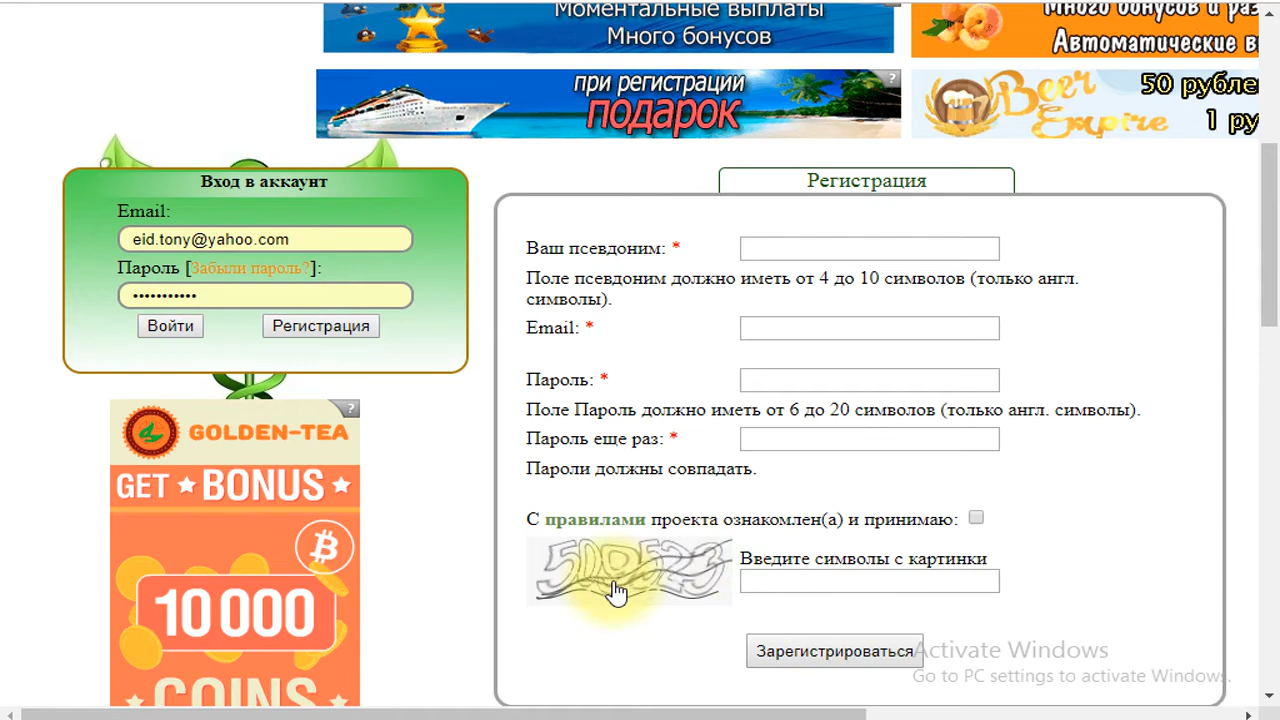 Моментальные выплаты
Много бонусов
Много бонусов и раз
Автоматические в
при регистрации
подарок
?
Beer
Empire
50 рубле
1 ру
Вход в аккаунт
Email:
eid.tony@yahoo.com
Пароль [Забыли пароль?]:
•••••••••••
Войти
Регистрация
Регистрация
Ваш псевдоним: *
Поле псевдоним должно иметь от 4 до 10 символов (только англ.
символы).
Email: *
Пароль: *
Поле Пароль должно иметь от 6 до 20 символов (только англ. символы).
Пароль еще раз: *
Пароли должны совпадать.
С правилами проекта ознакомлен(а) и принимаю:
Введите символы с картинки
Зарегистрироваться
?
GOLDEN-TEA
GET BONUS
10 000
COINS
Activate Windows
Go to PC settings to activate Windows.